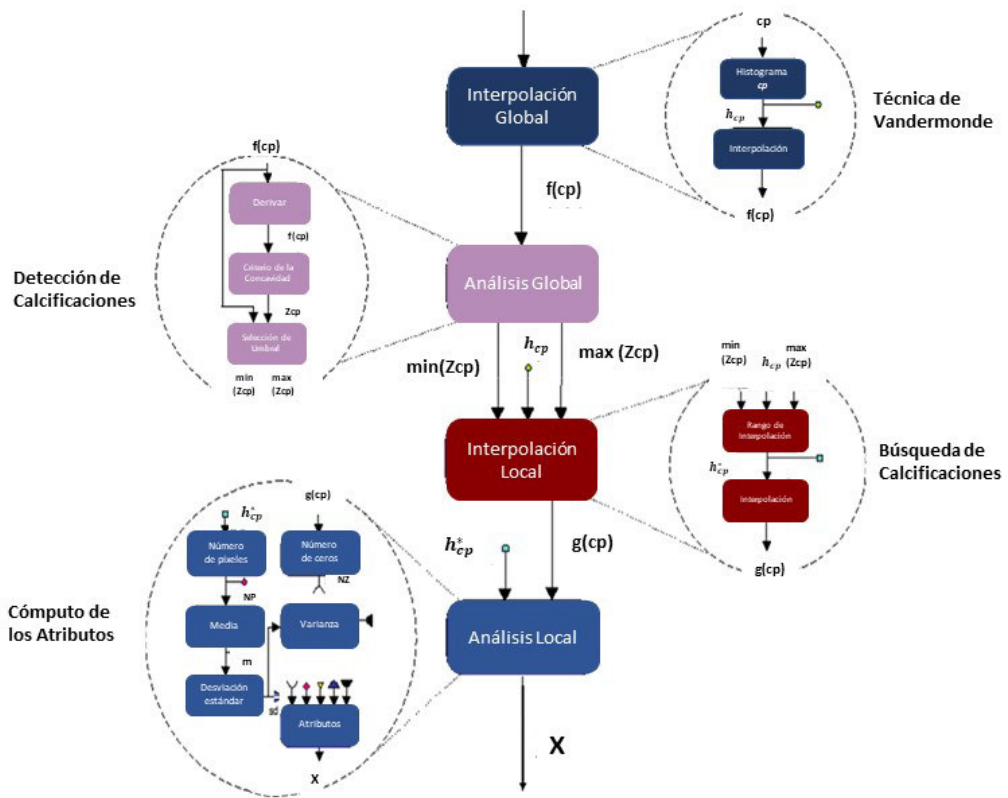 cp
Histograma
cp
h_cp
Interpolación
f(cp)
Técnica de
Vandermonde
Interpolación
Global
f(cp)
f(cp)
Derivar
f(cp)
Criterio de la
Concavidad
Zcp
Selección de
Umbral
min
(Zcp)
max
(Zcp)
Detección de
Calcificaciones
Análisis Global
min(Zcp)
h_cp
max (Zcp)
min
(Zcp)
h_cp
max
(Zcp)
Rango de
Interpolación
h*_cp
Interpolación
g(cp)
Búsqueda de
Calcificaciones
Interpolación
Local
h*_cp
g(cp)
h*_cp
g(cp)
Número
de pixeles
Número
de ceros
NP
NZ
Media
Varianza
m
Desviación
estándar
sd
Atributos
X
Cómputo de
los Atributos
Análisis Local
X